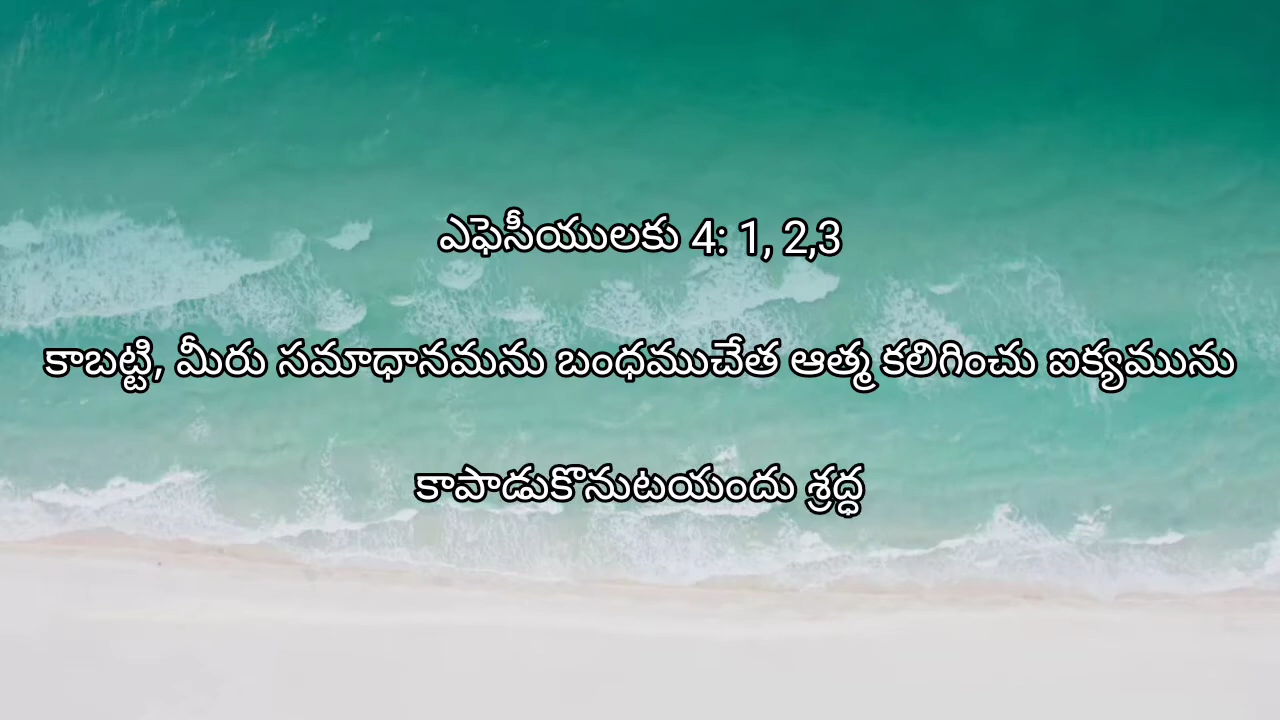 ఎఫెసీయులకు 4: 1, 2,3
కాబట్టి, మీరు సమాధానమను బంధముచేత ఆత్మ కలిగించు ఐక్యమును
కాపాడుకొనుటయందు శ్రద్ధ